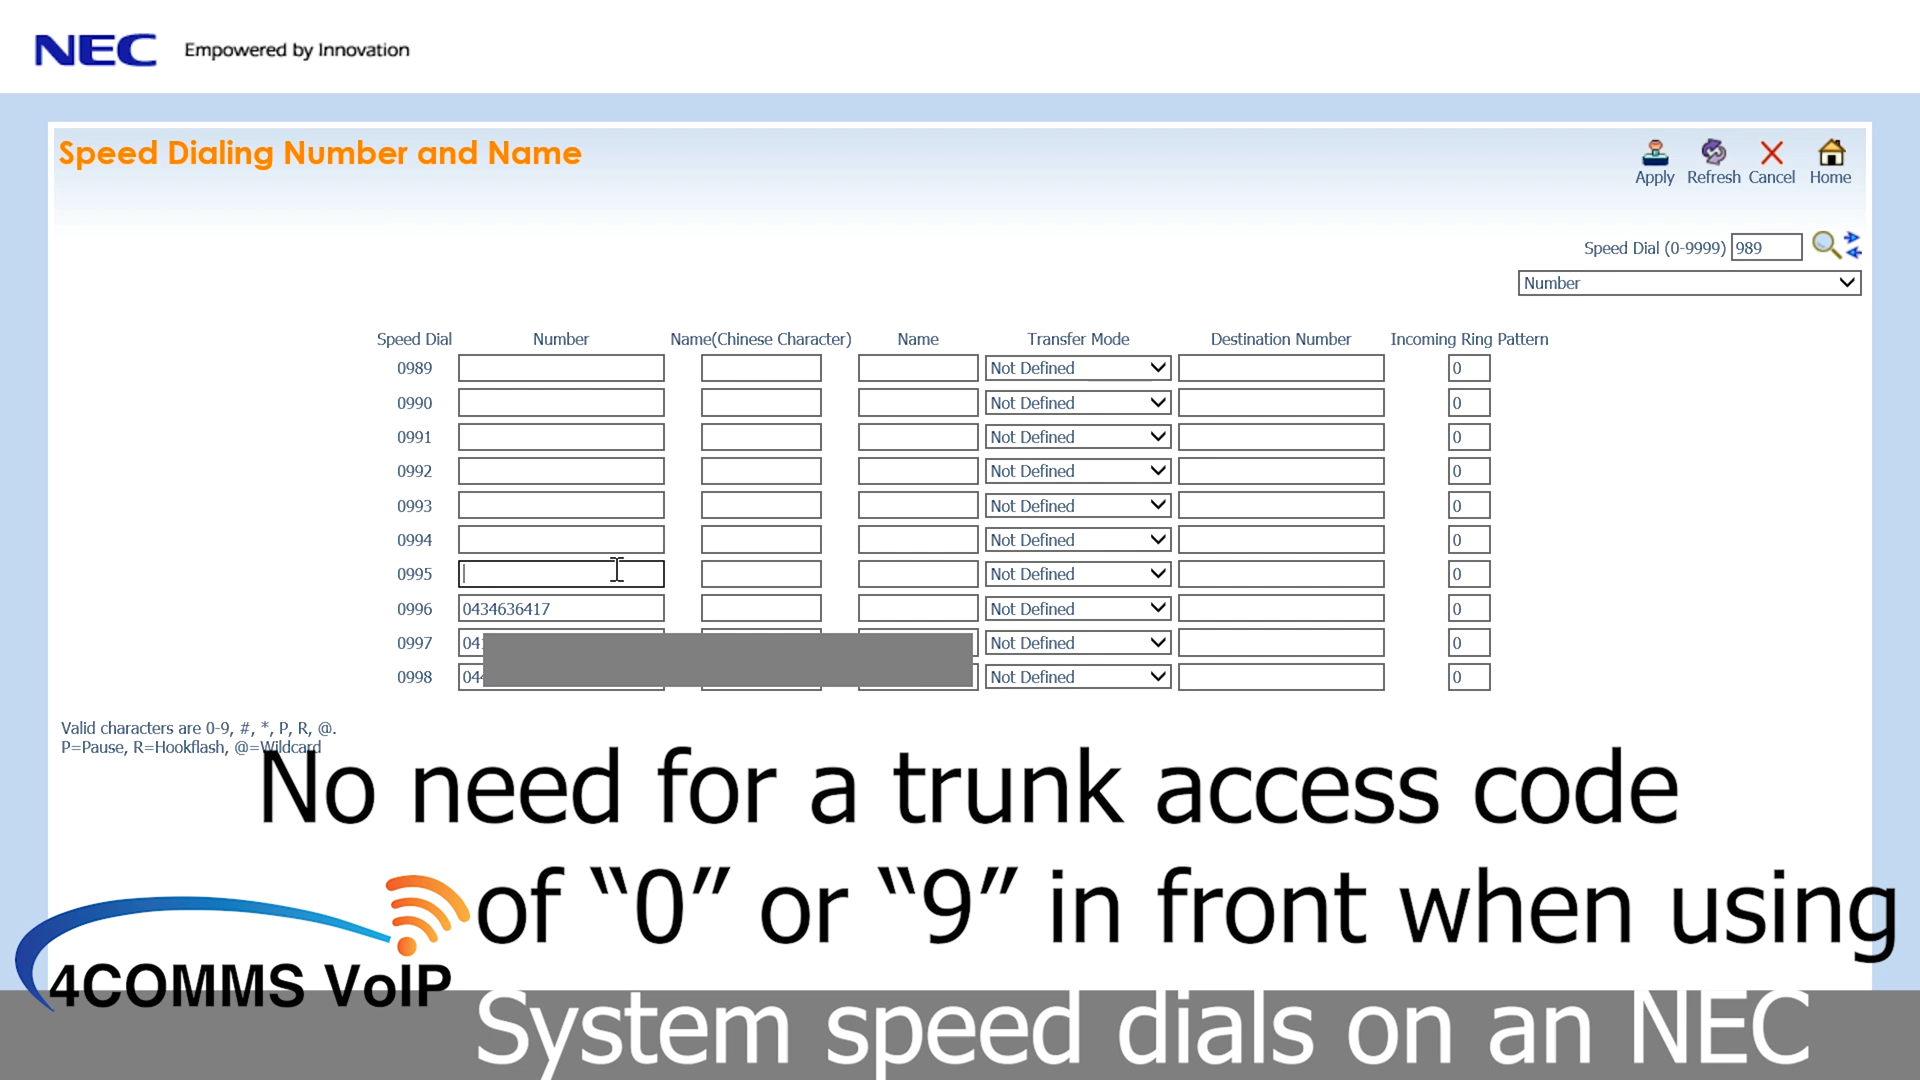 NEC Empowered by Innovation
Speed Dialing Number and Name
Apply Refresh Cancel Home
Speed Dial (0-9999) 989
Number
Speed Dial Number Name(Chinese Character) Name Transfer Mode Destination Number Incoming Ring Pattern
0989 Not Defined 0
0990 Not Defined 0
0991 Not Defined 0
0992 Not Defined 0
0993 Not Defined 0
0994 Not Defined 0
0995 Not Defined 0
0996 0434636417 Not Defined 0
0997 Not Defined 0
0998 Not Defined 0
Valid characters are 0-9, #, *, P, R, @.
P=Pause, R=Hookflash, @=Wildcard
No need for a trunk access code
of “0” or “9” in front when using
4COMMS VoIP
System speed dials on an NEC